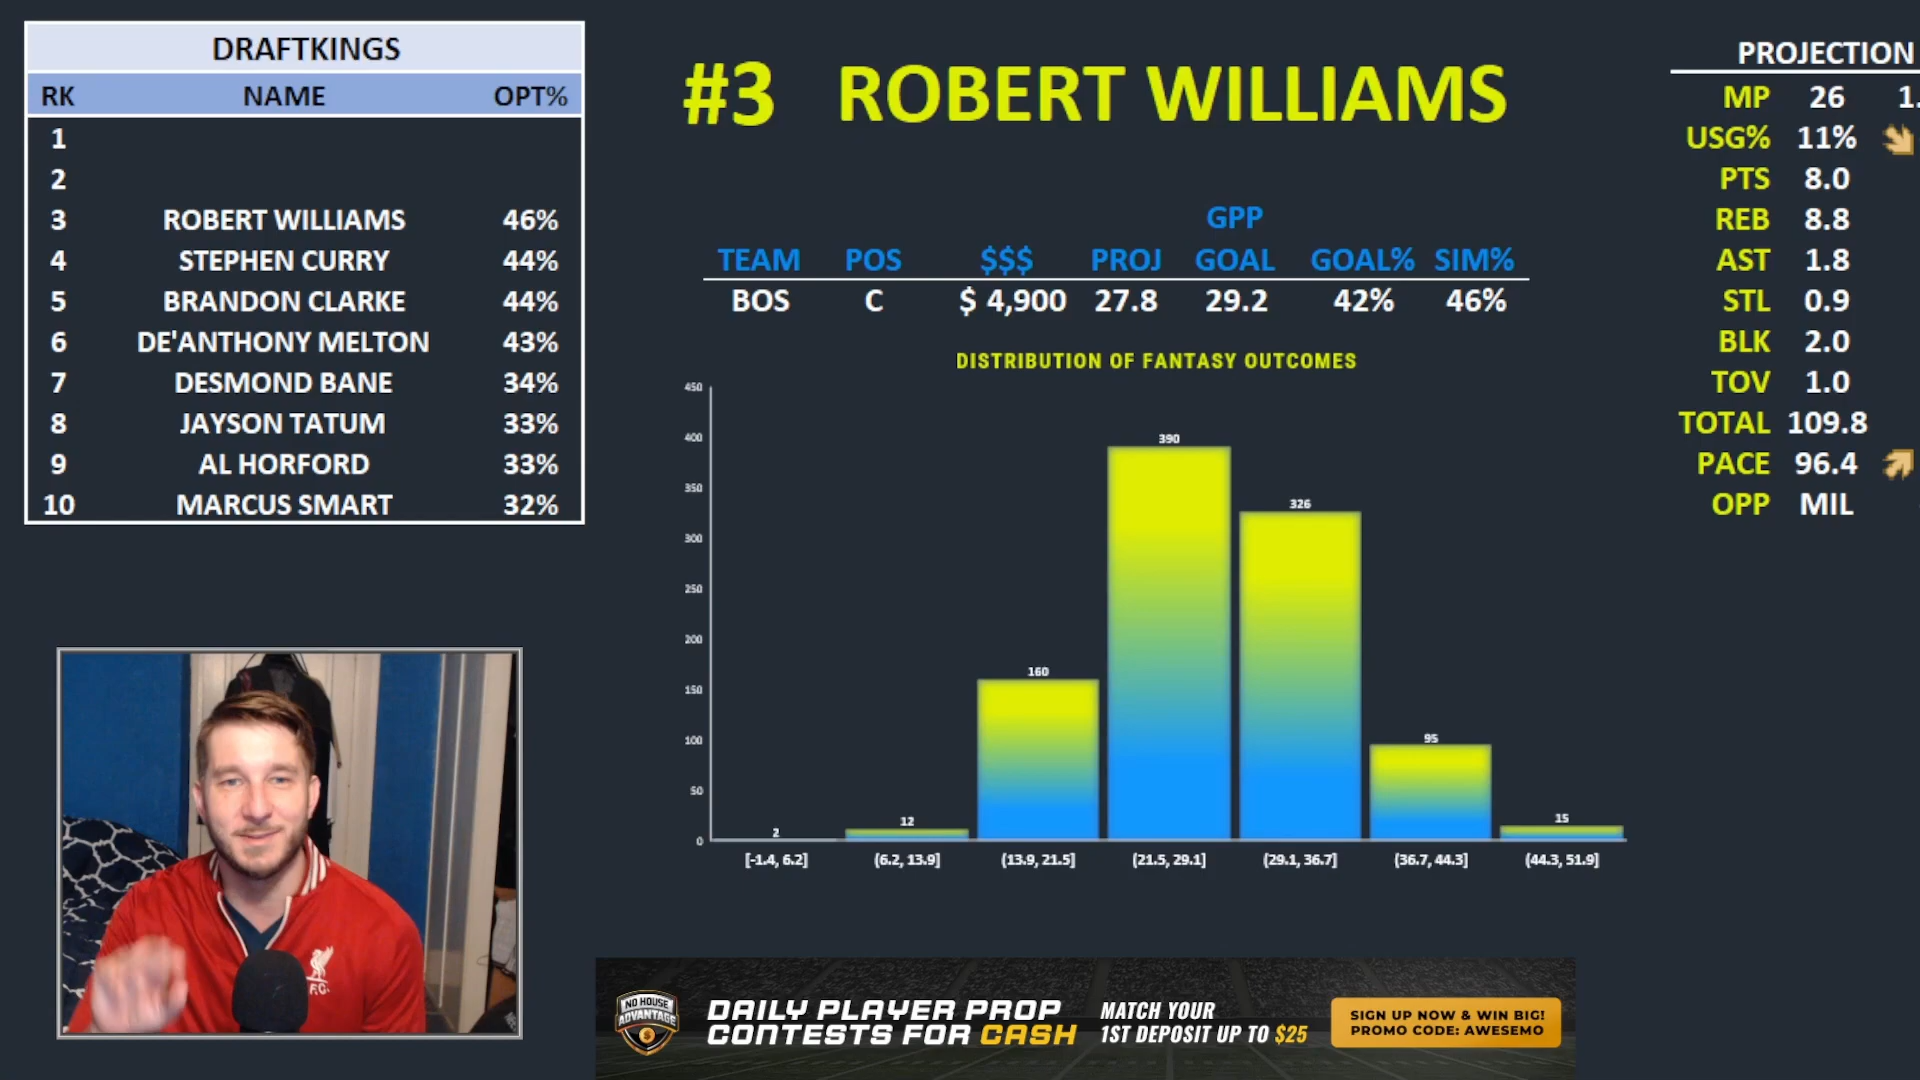 DRAFTKINGS
RK NAME OPT%
1
2
3 ROBERT WILLIAMS 46%
4 STEPHEN CURRY 44%
5 BRANDON CLARKE 44%
6 DE'ANTHONY MELTON 43%
7 DESMOND BANE 34%
8 JAYSON TATUM 33%
9 AL HORFORD 33%
10 MARCUS SMART 32%
#3 ROBERT WILLIAMS
GPP
TEAM POS $$$ PROJ GOAL GOAL% SIM%
BOS C $ 4,900 27.8 29.2 42% 46%
DISTRIBUTION OF FANTASY OUTCOMES
450
400
350
300
250
200
150
100
50
0
2
12
160
390
326
95
15
[-1.4, 6.2] (6.2, 13.9] (13.9, 21.5] (21.5, 29.1] (29.1, 36.7] (36.7, 44.3] (44.3, 51.9]
PROJECTION
MP 26 1.
USG% 11%
PTS 8.0
REB 8.8
AST 1.8
STL 0.9
BLK 2.0
TOV 1.0
TOTAL 109.8
PACE 96.4
OPP MIL
F.C.
NO HOUSE
ADVANTAGE
DAILY PLAYER PROP
CONTESTS FOR CASH
MATCH YOUR
1ST DEPOSIT UP TO $25
SIGN UP NOW & WIN BIG!
PROMO CODE: AWESEMO